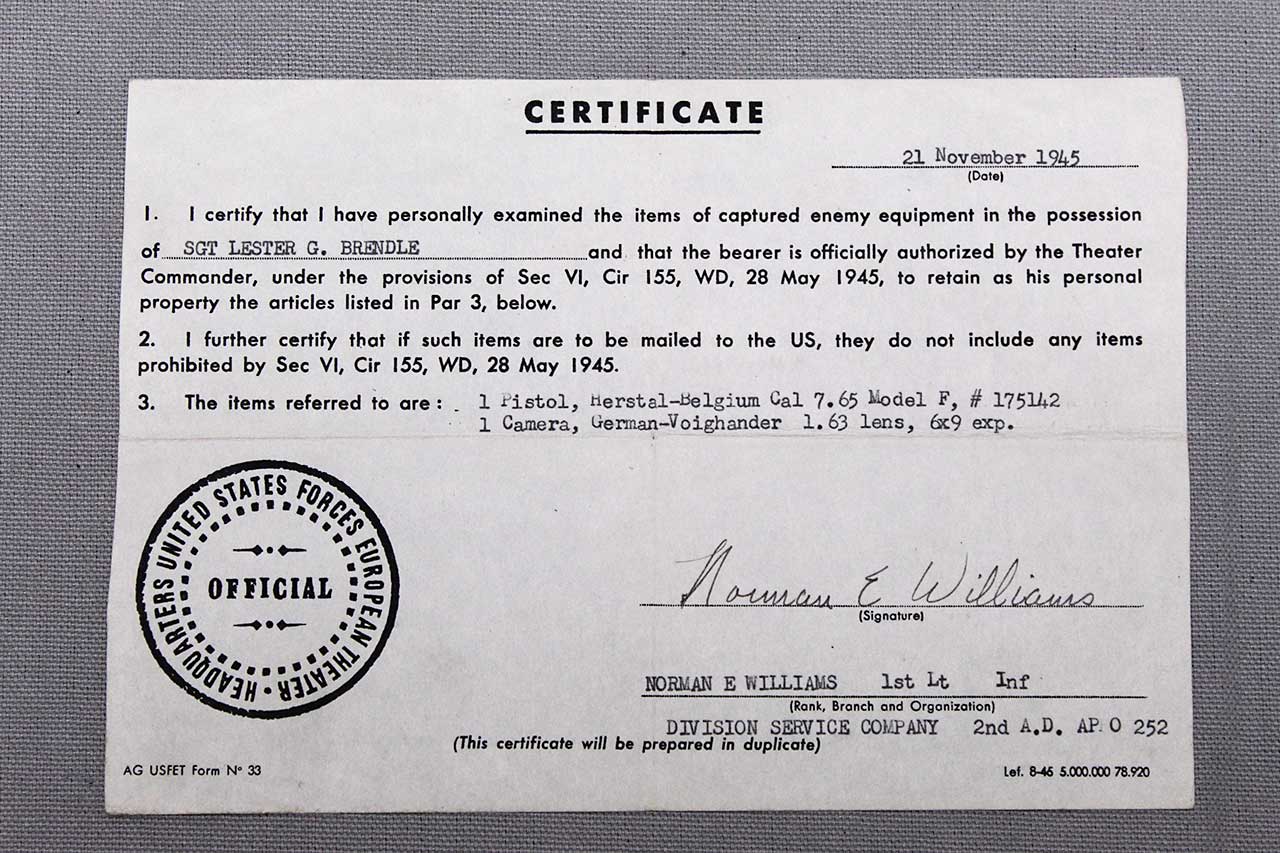 CERTIFICATE
21 November 1945
(Date)
1. I certify that I have personally examined the items of captured enemy equipment in the possession
of SGT LESTER G. BRENDLE and that the bearer is officially authorized by the Theater
Commander, under the provisions of Sec VI, Cir 155, WD, 28 May 1945, to retain as his personal
property the articles listed in Par 3, below.
2. I further certify that if such items are to be mailed to the US, they do not include any items
prohibited by Sec VI, Cir 155, WD, 28 May 1945.
3. The items referred to are : 1 Pistol, Herstal-Belgium Cal 7.65 Model F, # 175142
1 Camera, German-Voighander 1.63 lens, 6x9 exp.
HEADQUARTERS UNITED STATES FORCES EUROPEAN THEATER
OFFICIAL
Norman E Williams
(Signature)
NORMAN E WILLIAMS 1st Lt Inf
(Rank, Branch and Organization)
DIVISION SERVICE COMPANY 2nd A.D. AP O 252
(This certificate will be prepared in duplicate)
AG USFET Form No 33
Lef. 8-45 5.000.000 78.920